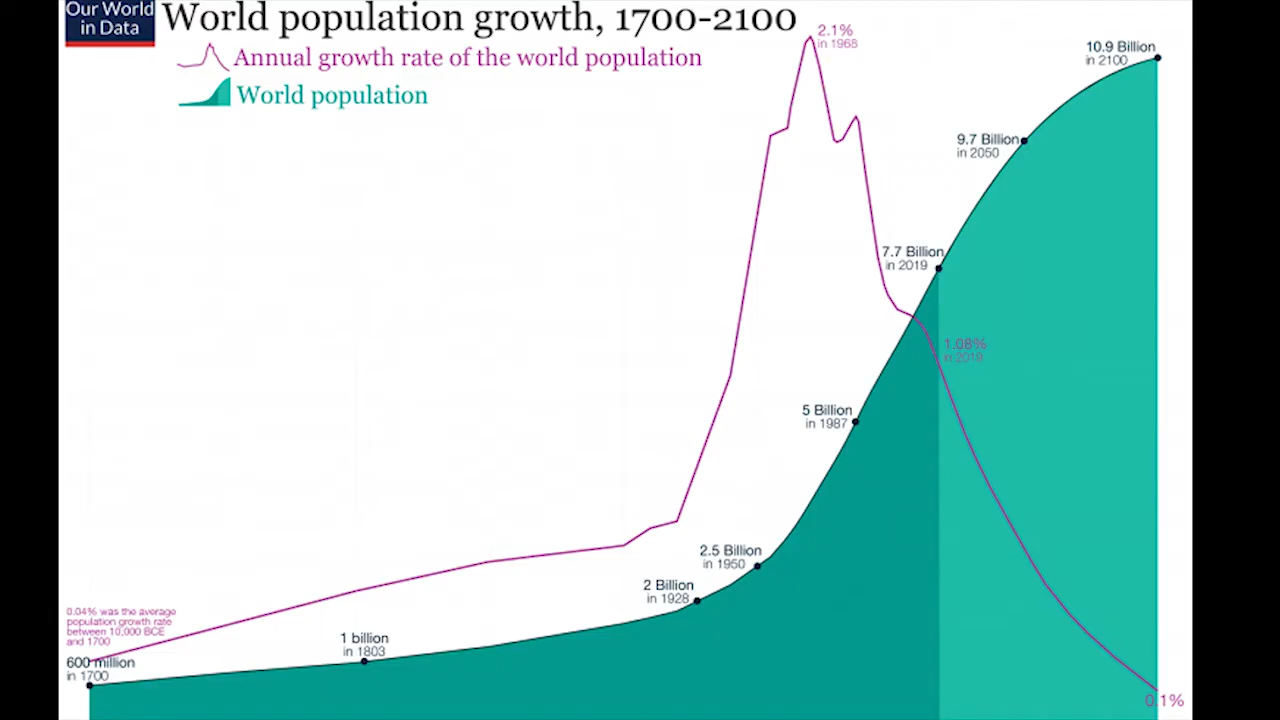 Our World
in Data
World population growth, 1700-2100
Annual growth rate of the world population
World population
2.1%
in 1968
10.9 Billion
in 2100
9.7 Billion
in 2050
7.7 Billion
in 2019
1.08%
in 2019
5 Billion
in 1987
2.5 Billion
in 1950
2 Billion
in 1928
1 billion
in 1803
0.04% was the average
population growth rate
between 10,000 BCE
and 1700
600 million
in 1700
0.1%